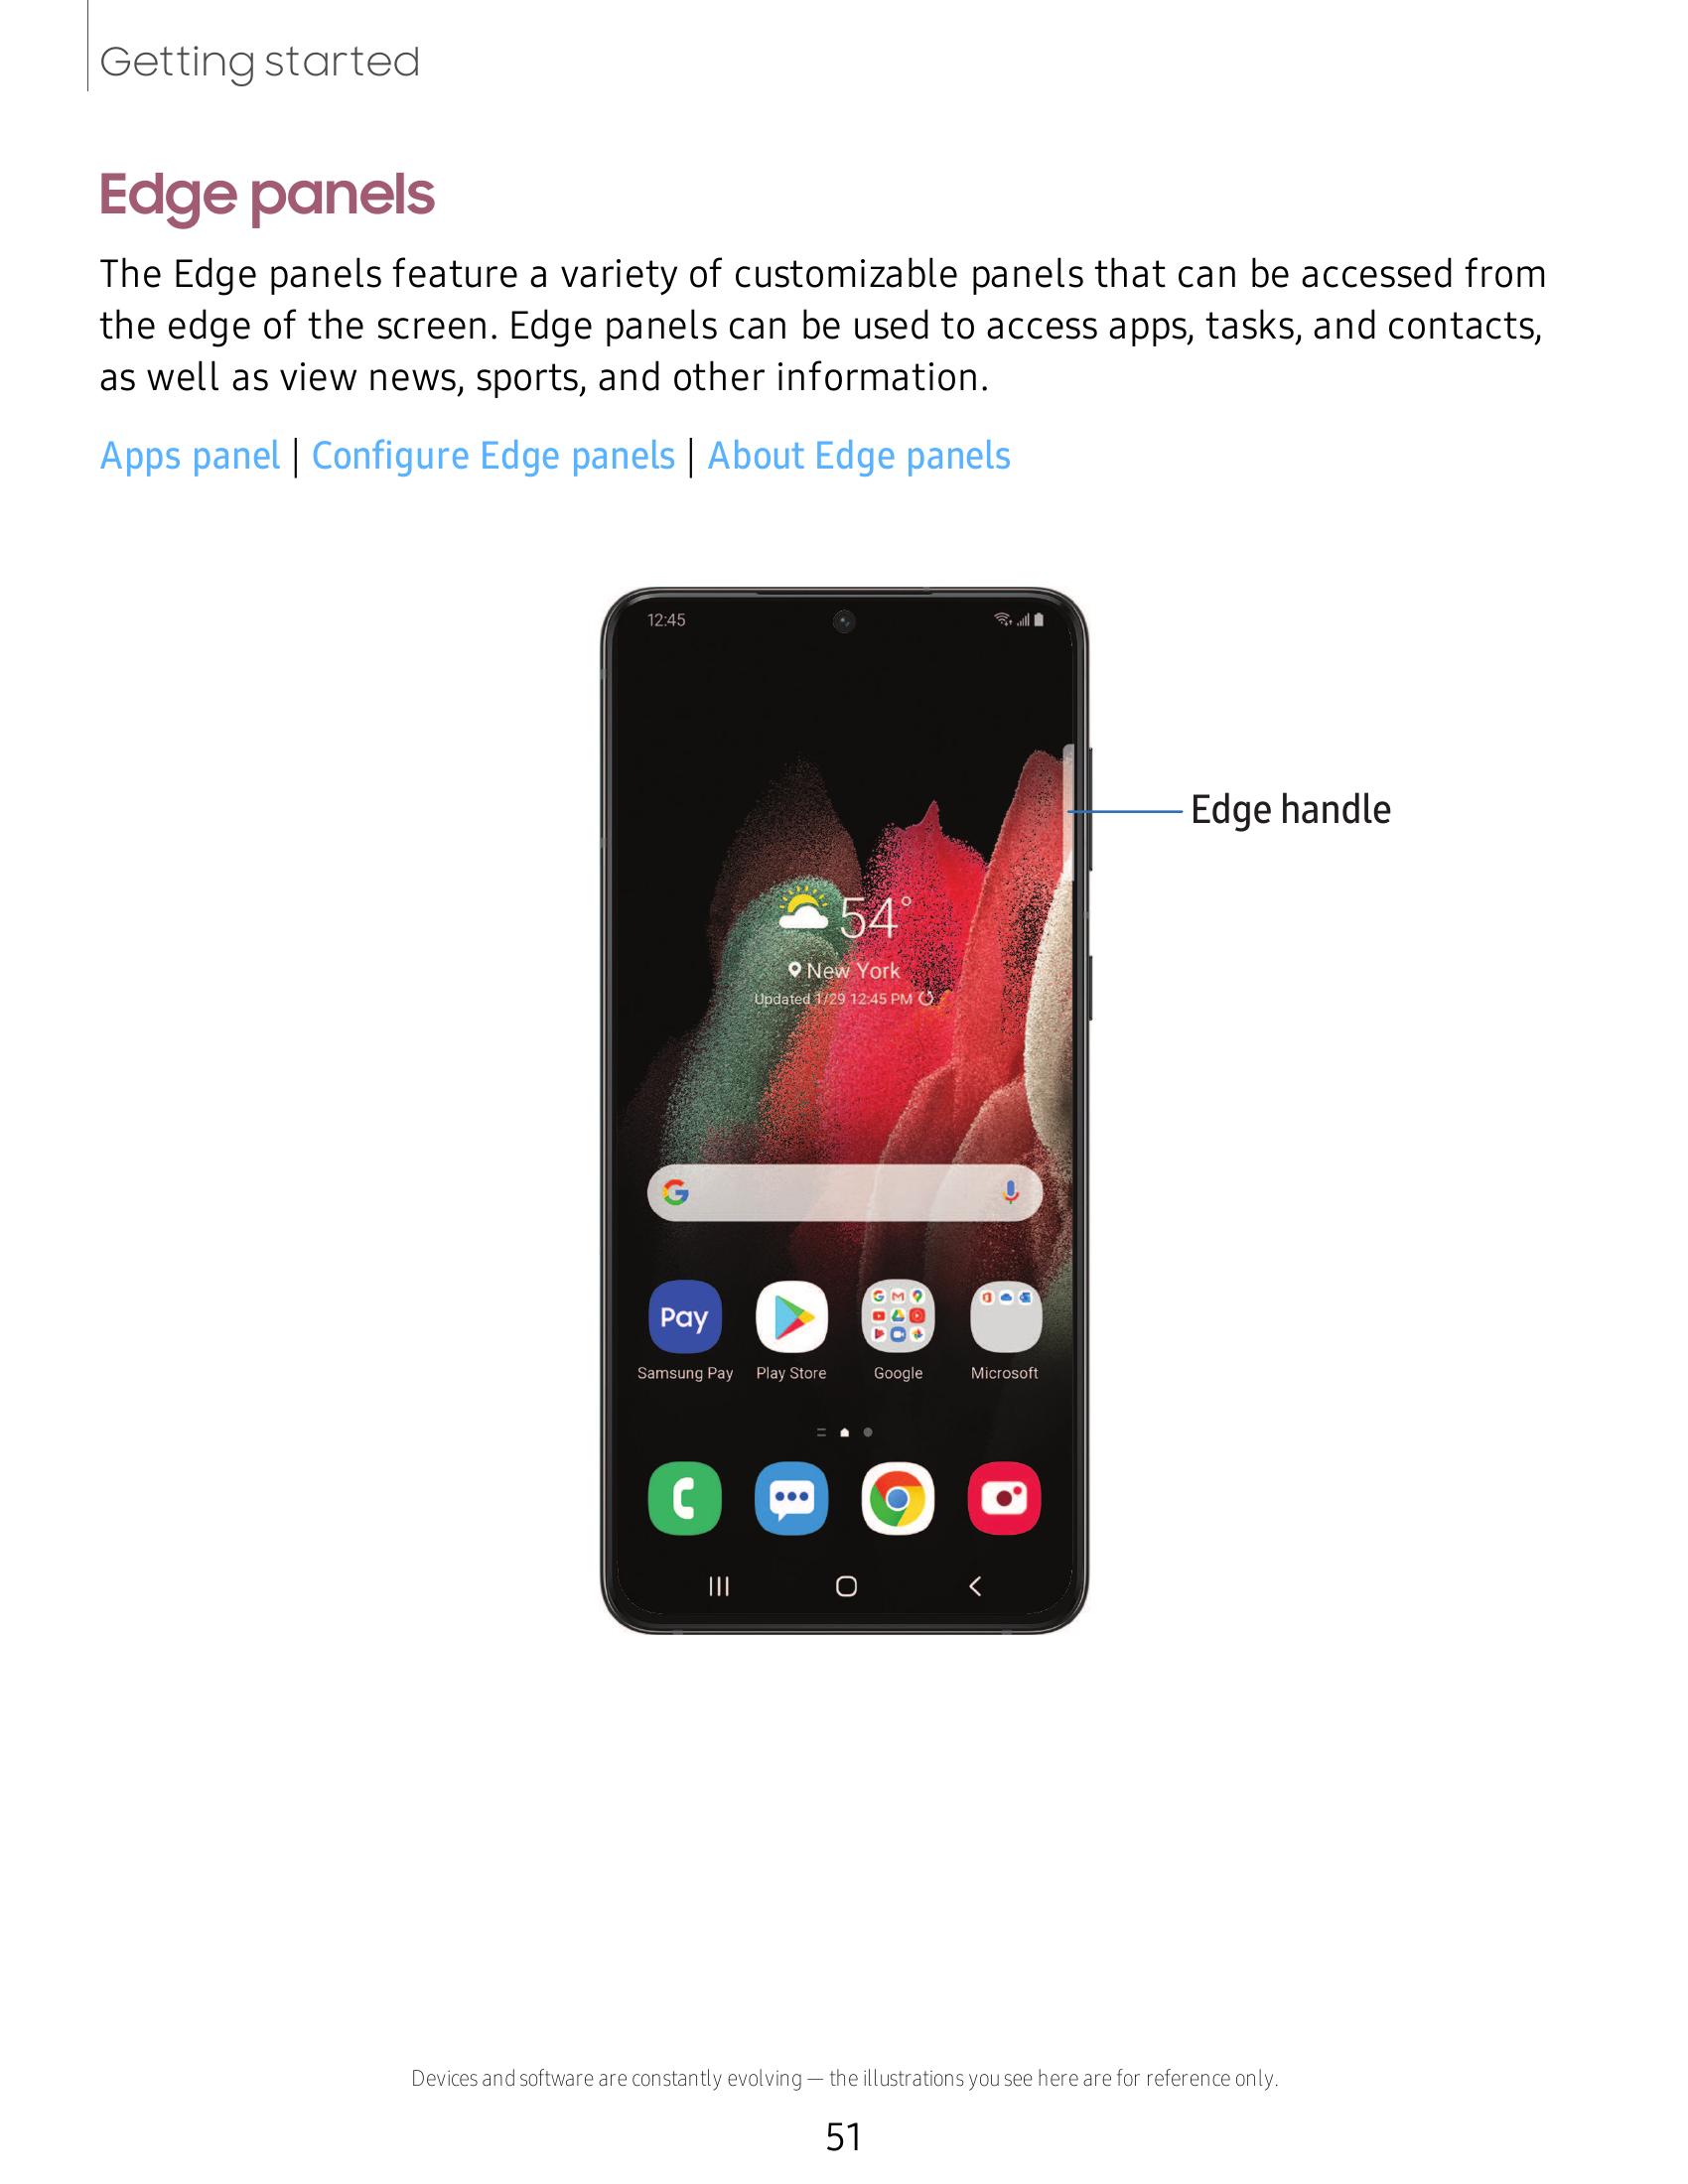 Getting started
Edge panels
The Edge panels feature a variety of customizable panels that can be accessed from
the edge of the screen. Edge panels can be used to access apps, tasks, and contacts,
as well as view news, sports, and other information.
Apps panel | Configure Edge panels | About Edge panels
12:45
Edge handle
54°
New York
Updated 1/29 12:45 PM
Pay
Samsung Pay Play Store Google Microsoft
Devices and software are constantly evolving — the illustrations you see here are for reference only.
51